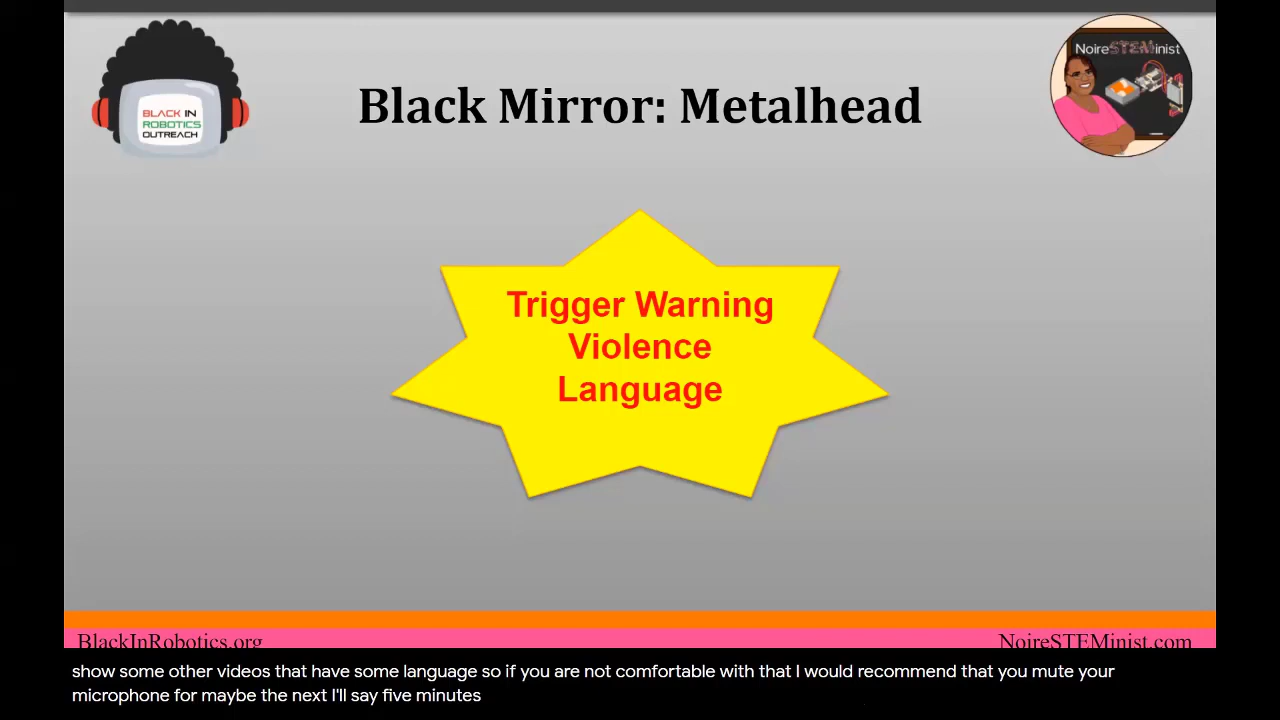 BLACK IN
ROBOTICS
OUTREACH
Black Mirror: Metalhead
NoireSTEMinist
Trigger Warning
Violence
Language
BlackInRobotics.org
NoireSTEMinist.com
show some other videos that have some language so if you are not comfortable with that I would recommend that you mute your
microphone for maybe the next I'll say five minutes